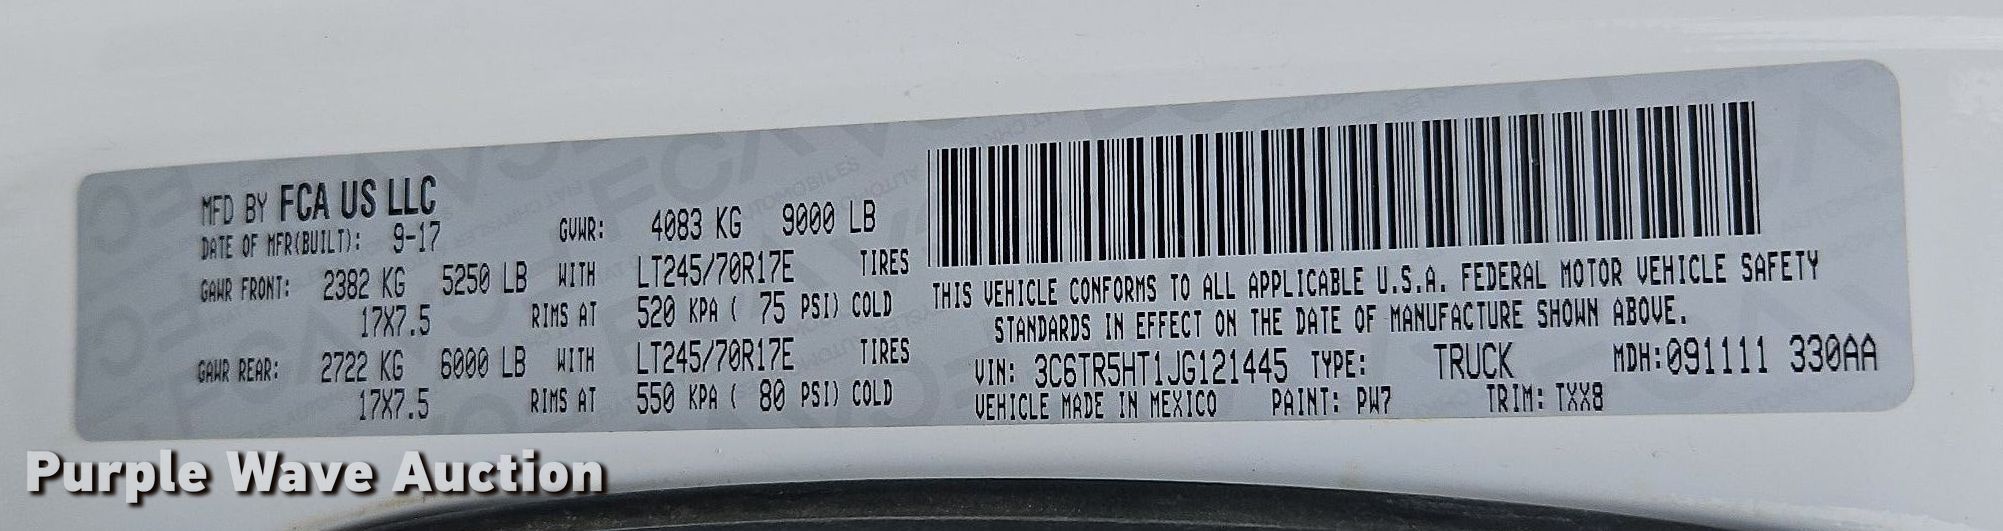 MFD BY FCA US LLC
DATE OF MFR(BUILT): 9-17 GVWR: 4083 KG 9000 LB
GAWR FRONT: 2382 KG 5250 LB WITH LT245/70R17E TIRES
17X7.5 RIMS AT 520 KPA ( 75 PSI) COLD
GAWR REAR: 2722 KG 6000 LB WITH LT245/70R17E TIRES
17X7.5 RIMS AT 550 KPA ( 80 PSI) COLD
THIS VEHICLE CONFORMS TO ALL APPLICABLE U.S.A. FEDERAL MOTOR VEHICLE SAFETY
STANDARDS IN EFFECT ON THE DATE OF MANUFACTURE SHOWN ABOVE.
VIN: 3C6TR5HT1JG121445 TYPE: TRUCK MDH:091111 330AA
VEHICLE MADE IN MEXICO PAINT: PW7 TRIM: TXX8
Purple Wave Auction